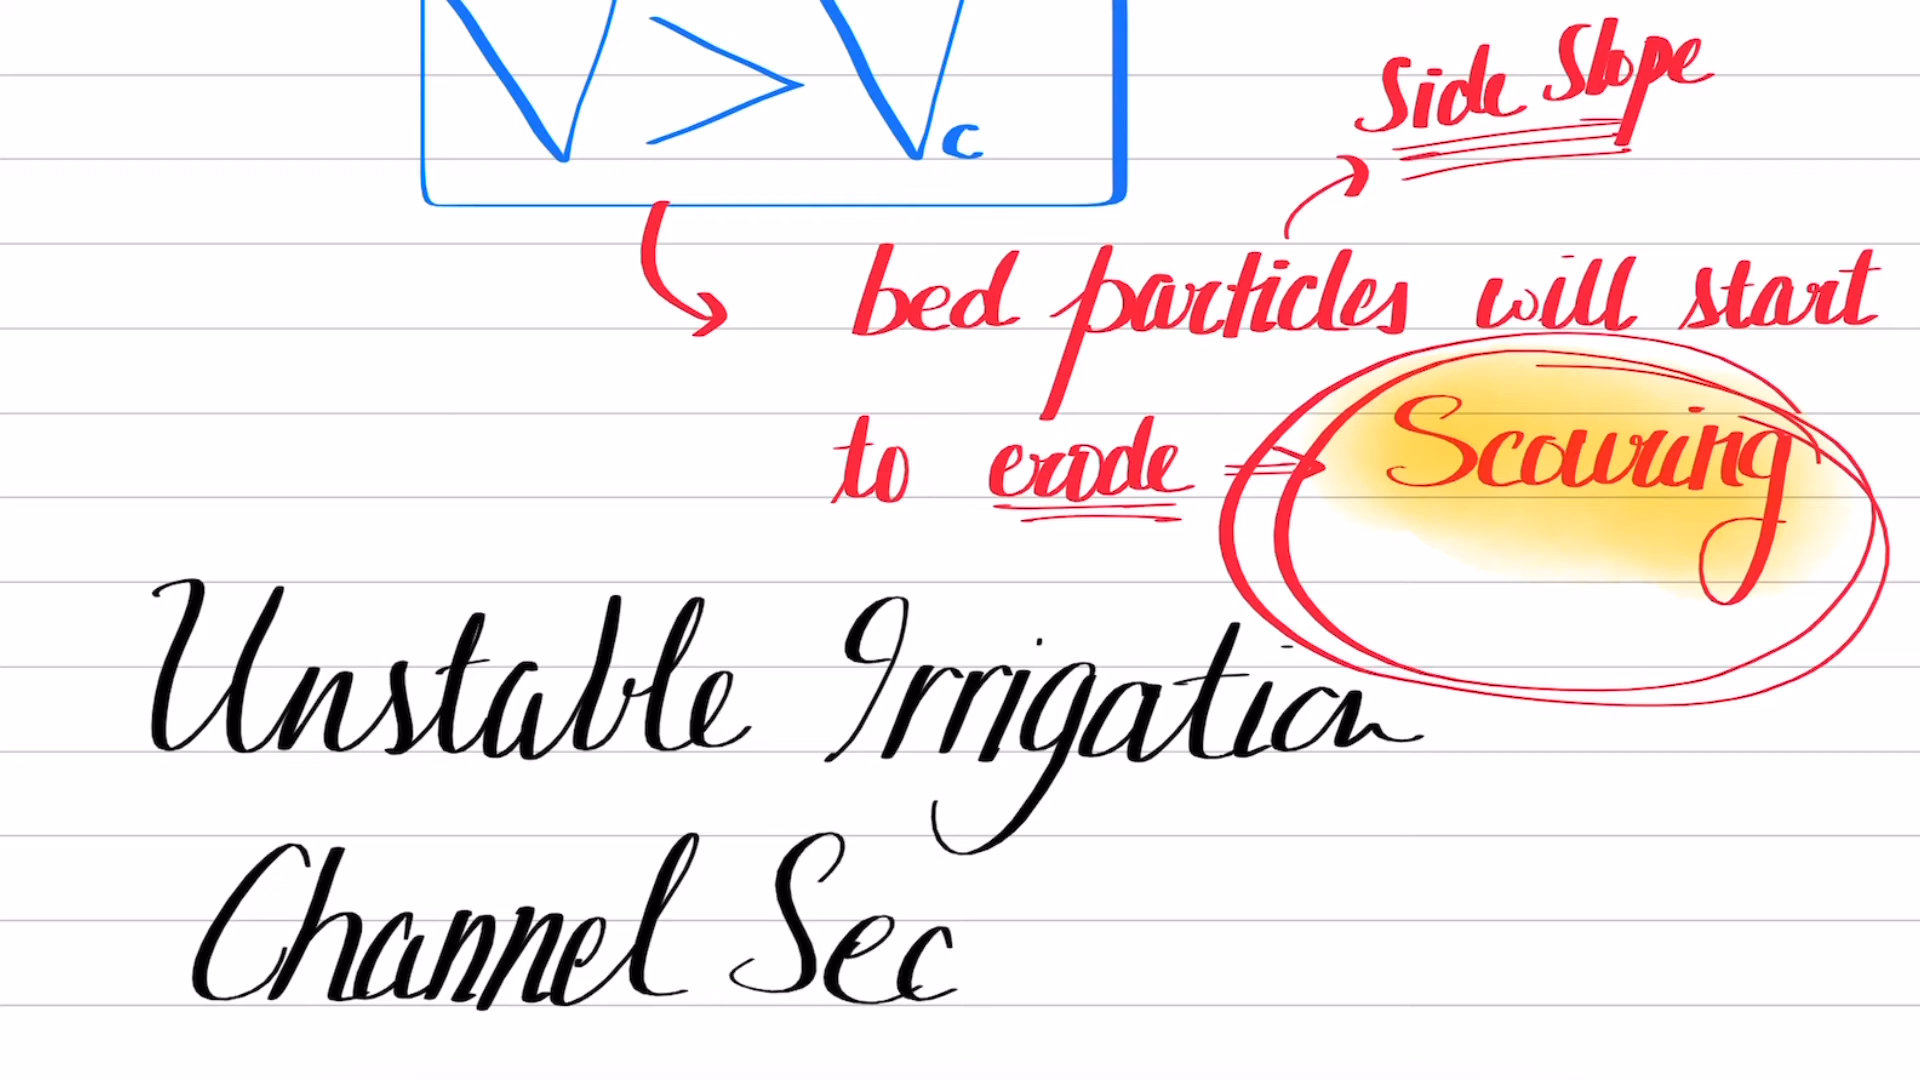 V > Vc
Side Slope
bed particles will start
to erode → Scouring
Unstable Irrigation
Channel Sec